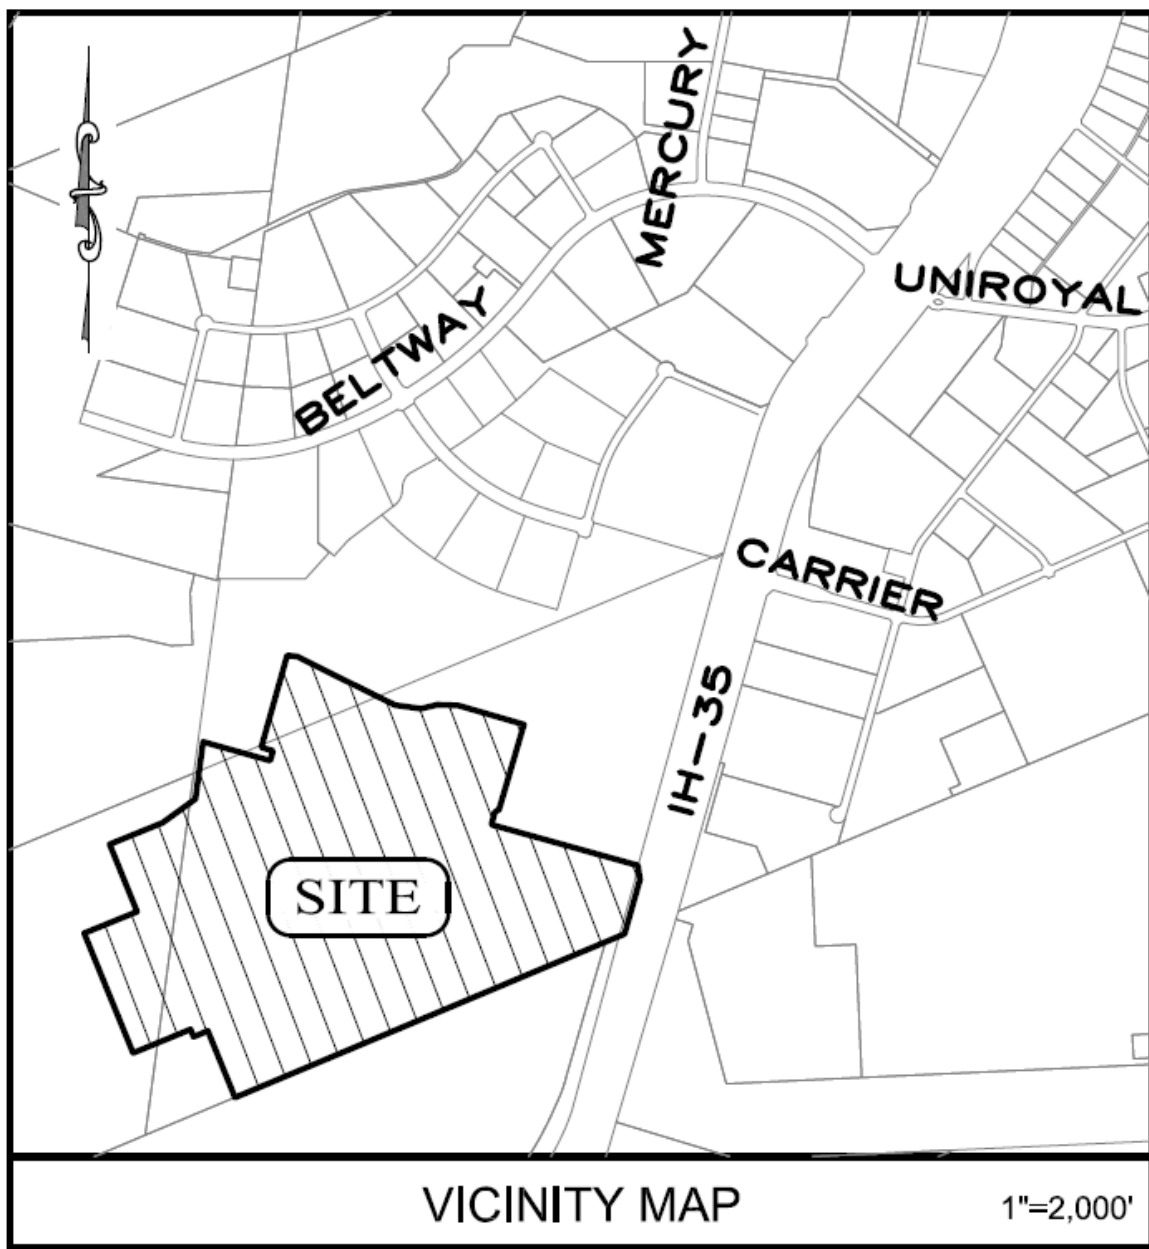 MERCURY
UNIROYAL
BELTWAY
CARRIER
IH-35
SITE
VICINITY MAP
1"=2,000'